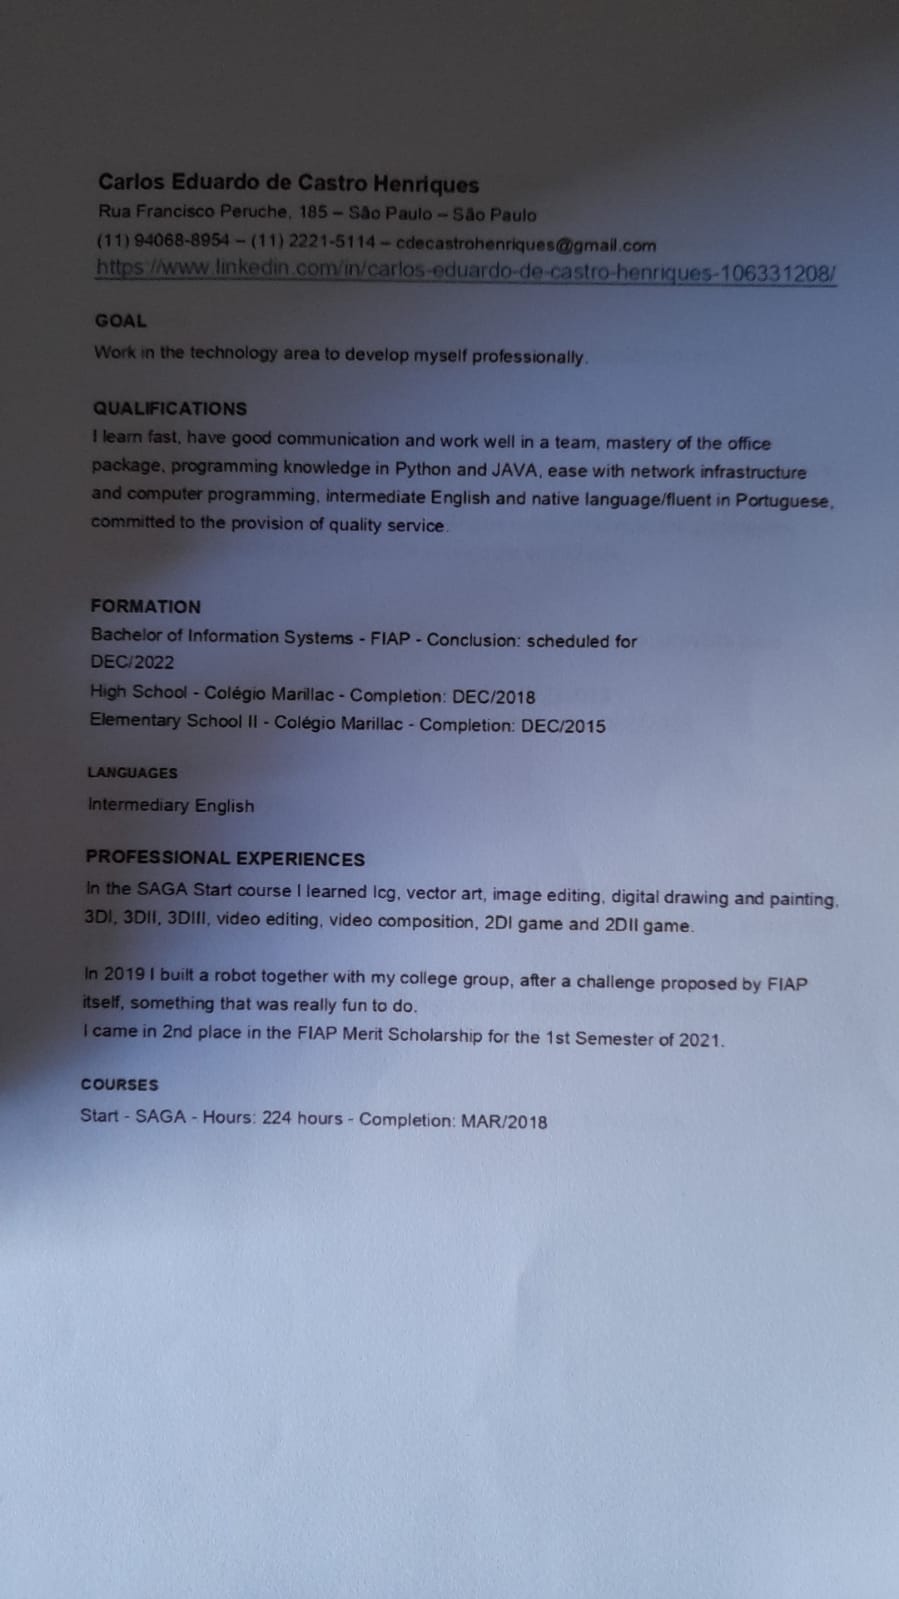 Carlos Eduardo de Castro Henriques
Rua Francisco Peruche, 185 – São Paulo – São Paulo
(11) 94068-8954 – (11) 2221-5114 – cdecastrohenriques@gmail.com
https://www.linkedin.com/in/carlos-eduardo-de-castro-henriques-106331208/
GOAL
Work in the technology area to develop myself professionally.
QUALIFICATIONS
I learn fast, have good communication and work well in a team, mastery of the office
package, programming knowledge in Python and JAVA, ease with network infrastructure
and computer programming, intermediate English and native language/fluent in Portuguese,
committed to the provision of quality service.
FORMATION
Bachelor of Information Systems - FIAP - Conclusion: scheduled for
DEC/2022
High School - Colégio Marillac - Completion: DEC/2018
Elementary School II - Colégio Marillac - Completion: DEC/2015
LANGUAGES
Intermediary English
PROFESSIONAL EXPERIENCES
In the SAGA Start course I learned Icg, vector art, image editing, digital drawing and painting,
3DI, 3DII, 3DIII, video editing, video composition, 2DI game and 2DII game.
In 2019 I built a robot together with my college group, after a challenge proposed by FIAP
itself, something that was really fun to do.
I came in 2nd place in the FIAP Merit Scholarship for the 1st Semester of 2021.
COURSES
Start - SAGA - Hours: 224 hours - Completion: MAR/2018